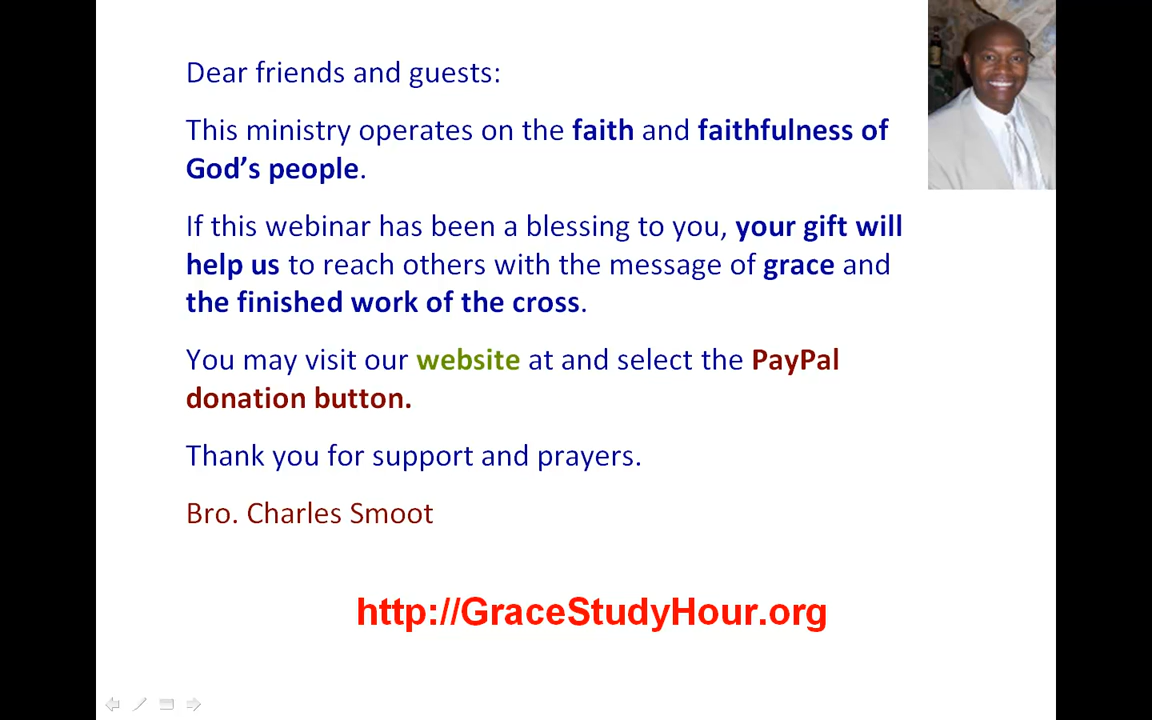 Dear friends and guests:
This ministry operates on the faith and faithfulness of
God’s people.
If this webinar has been a blessing to you, your gift will
help us to reach others with the message of grace and
the finished work of the cross.
You may visit our website at and select the PayPal
donation button.
Thank you for support and prayers.
Bro. Charles Smoot
http://GraceStudyHour.org